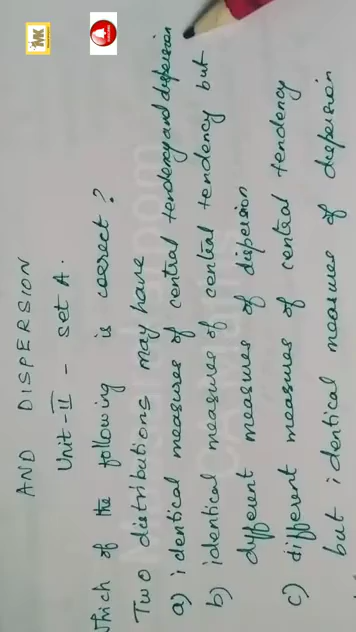 AND DISPERSION
Unit-II - Set A.
Which of the following is correct?
Two distributions may have
a) identical measures of central tendency and dispersion
b) identical measures of central tendency but
different measures of dispersion
c) different measures of central tendency
but identical measures of dispersion
MK